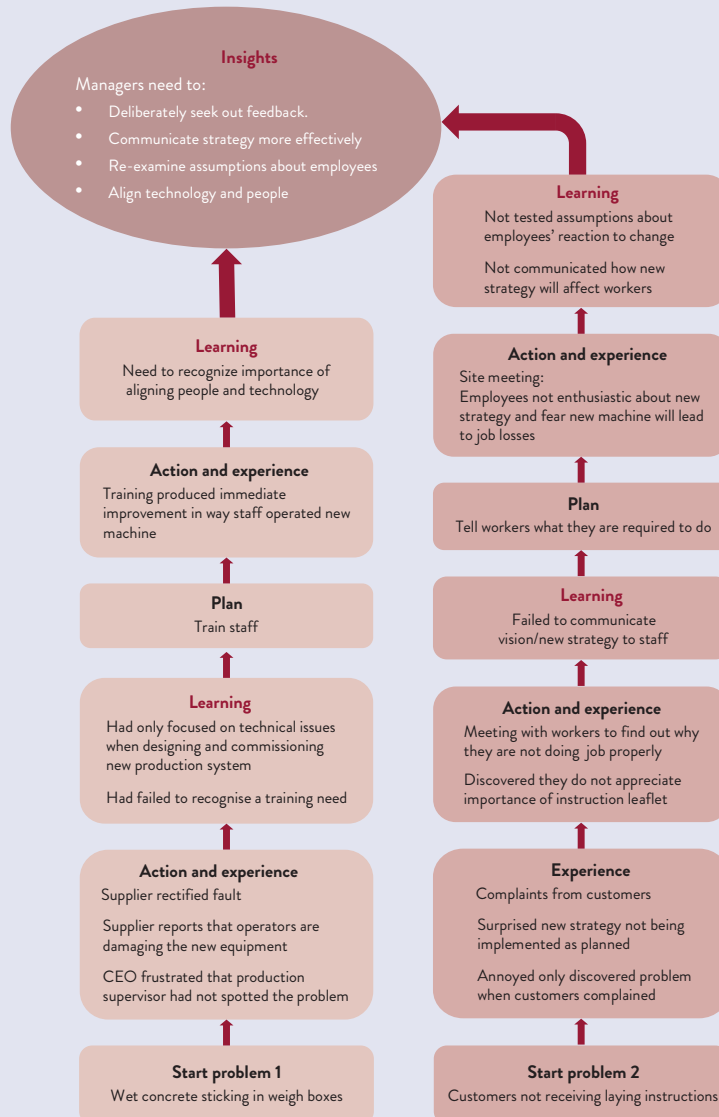 Insights
Managers need to:
• Deliberately seek out feedback.
• Communicate strategy more effectively
• Re-examine assumptions about employees
• Align technology and people
Learning
Need to recognize importance of
aligning people and technology
Action and experience
Training produced immediate
improvement in way staff operated new
machine
Plan
Train staff
Learning
Had only focused on technical issues
when designing and commissioning
new production system
Had failed to recognise a training need
Action and experience
Supplier rectified fault
Supplier reports that operators are
damaging the new equipment
CEO frustrated that production
supervisor had not spotted the problem
Start problem 1
Wet concrete sticking in weigh boxes
Learning
Not tested assumptions about
employees' reaction to change
Not communicated how new
strategy will affect workers
Action and experience
Site meeting:
Employees not enthusiastic about new
strategy and fear new machine will lead
to job losses
Plan
Tell workers what they are required to do
Learning
Failed to communicate
vision/new strategy to staff
Action and experience
Meeting with workers to find out why
they are not doing job properly
Discovered they do not appreciate
importance of instruction leaflet
Experience
Complaints from customers
Surprised new strategy not being
implemented as planned
Annoyed only discovered problem
when customers complained
Start problem 2
Customers not receiving laying instructions